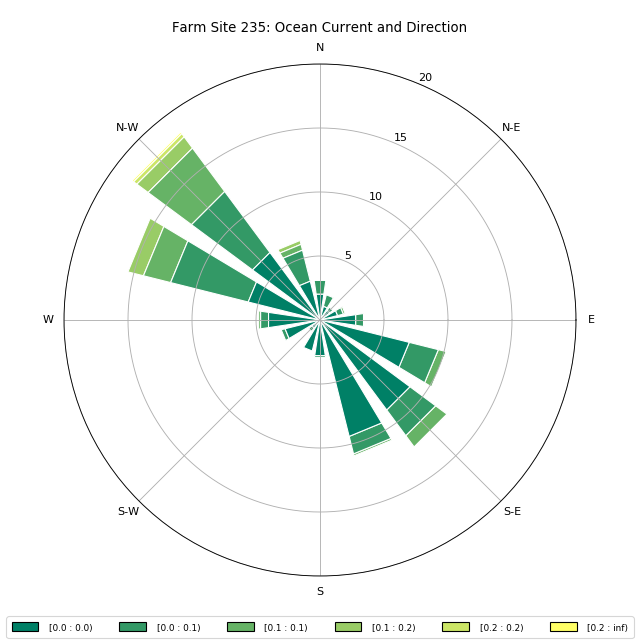 Farm Site 235: Ocean Current and Direction
N
20
N-W
N-E
15
10
5
W
E
S-W
S-E
S
[0.0 : 0.0) [0.0 : 0.1) [0.1 : 0.1) [0.1 : 0.2) [0.2 : 0.2) [0.2 : inf)